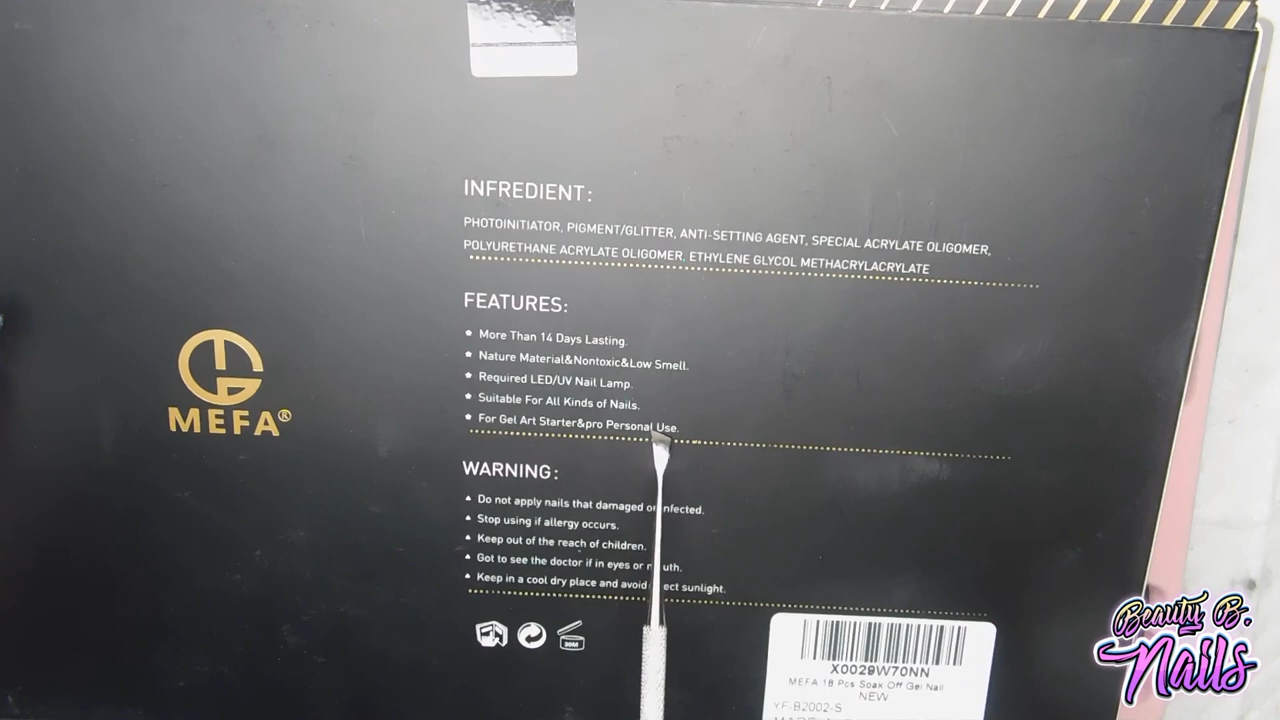 INFREDIENT:
PHOTOINITIATOR, PIGMENT/GLITTER, ANTI-SETTING AGENT, SPECIAL ACRYLATE OLIGOMER,
POLYURETHANE ACRYLATE OLIGOMER, ETHYLENE GLYCOL METHACRYLACRYLATE
FEATURES:
More Than 14 Days Lasting.
Nature Material&Nontoxic&Low Smell.
Required LED/UV Nail Lamp.
Suitable For All Kinds of Nails.
For Gel Art Starter&pro Personal Use.
MEFA®
WARNING:
Do not apply nails that damaged or infected.
Stop using if allergy occurs.
Keep out of the reach of children.
Got to see the doctor if in eyes or mouth.
Keep in a cool dry place and avoid direct sunlight.
X0029W70NN
MEFA 18 Pcs Soak Off Gel Nail
NEW
YF-B2002-S
Beauty B.
Nails